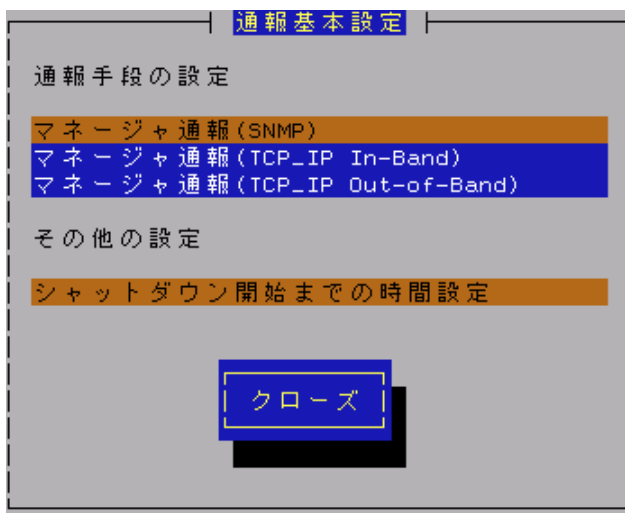 通報基本設定
通報手段の設定
マネージャ通報(SNMP)
マネージャ通報(TCP_IP In-Band)
マネージャ通報(TCP_IP Out-of-Band)
その他の設定
シャットダウン開始までの時間設定
クローズ